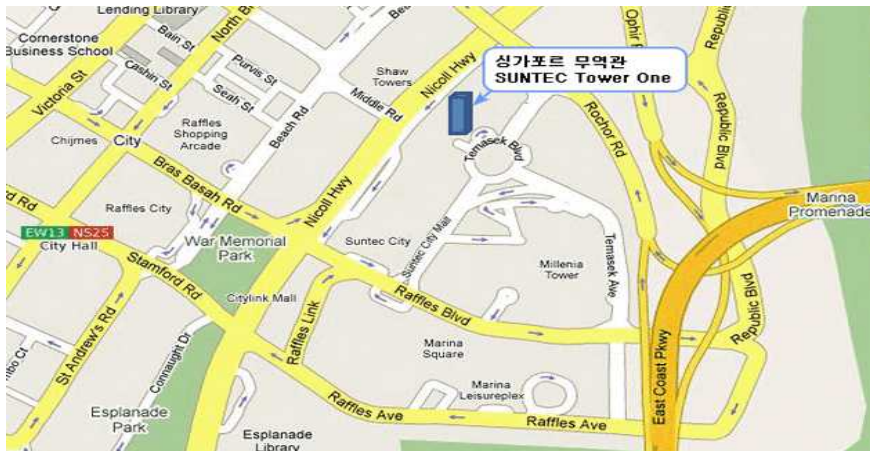 Lending Library
North B
Beac
Cornerstone
Business School
Bain St
Purvis St
Cashin St
Seah St
Victoria St
Shaw
Towers
Nicoll Hwy
싱가포르 무역관
SUNTEC Tower One
Ophir R
Republic
Middle Rd
Beach Rd
Raffles
Shopping
Arcade
Chijmes
City
Temasek Blvd
Rochor Rd
Republic Blvd
Bras Basah Rd
Nicoll Hwy
Marina
Promenade
rd Rd
Raffles City
EW13 NS25
City Hall
War Memorial
Park
Suntec City
Suntec City Mall
Millenia
Tower
Temasek Ave
Stamford Rd
Citylink Mall
Raffles Link
Raffles Blvd
Republic Blvd
St Andrew's Rd
Connaught Dr
Marina
Square
East Coast Pkwy
mbo Ct
Marina
Leisureplex
Esplanade
Park
Raffles Ave
Raffles Ave
Esplanade
Library